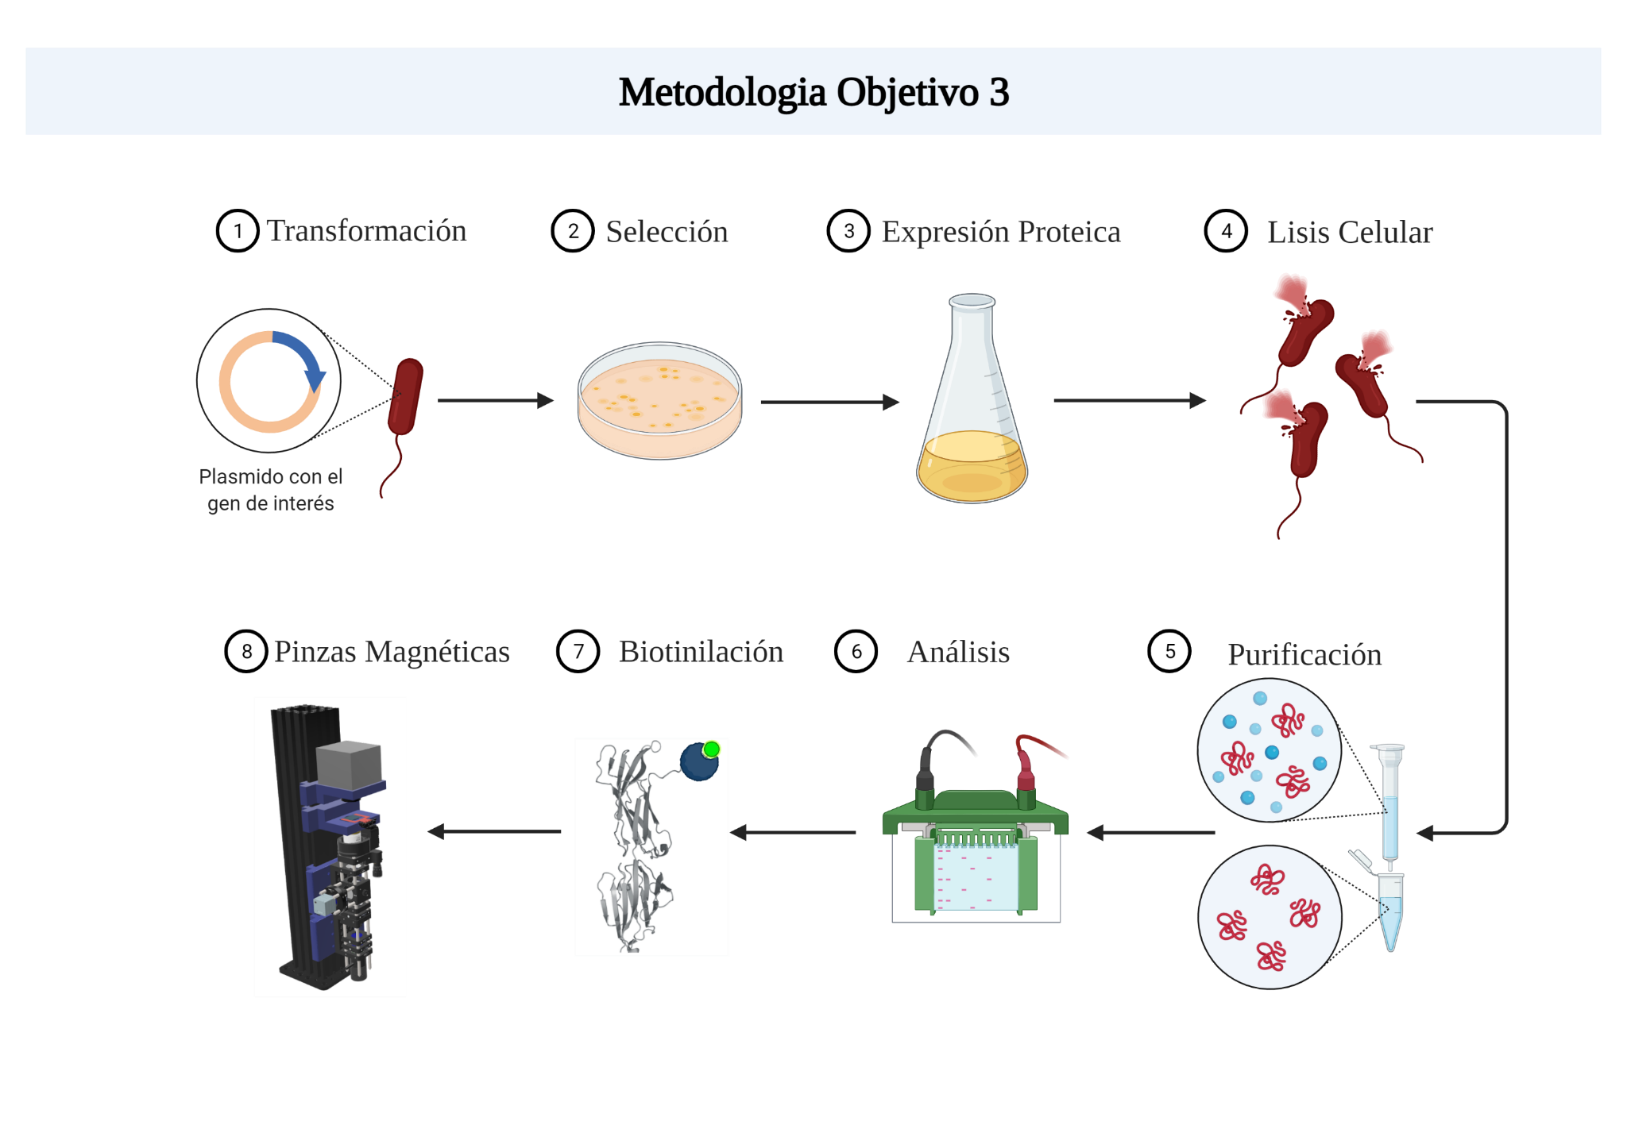 Metodologia Objetivo 3
1 Transformación
2 Selección
3 Expresión Proteica
4 Lisis Celular
Plasmido con el
gen de interés
8 Pinzas Magnéticas
7 Biotinilación
6 Análisis
5 Purificación